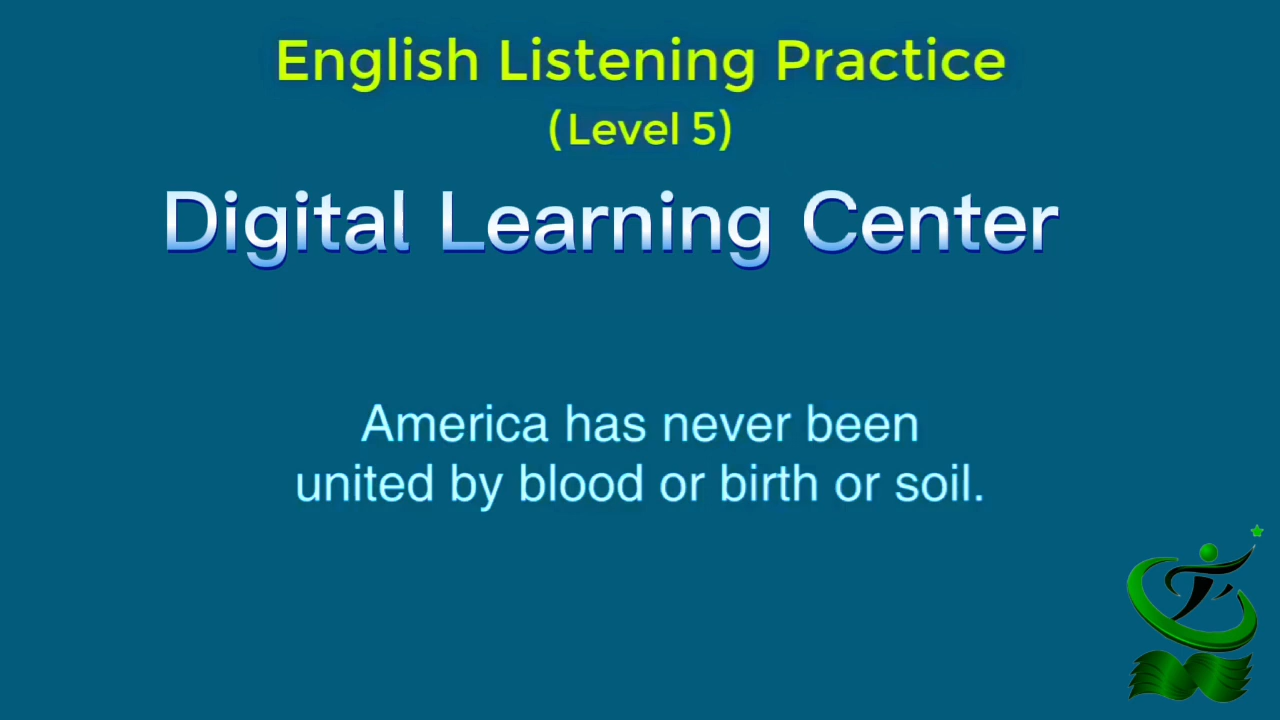 English Listening Practice
(Level 5)
Digital Learning Center
America has never been
united by blood or birth or soil.